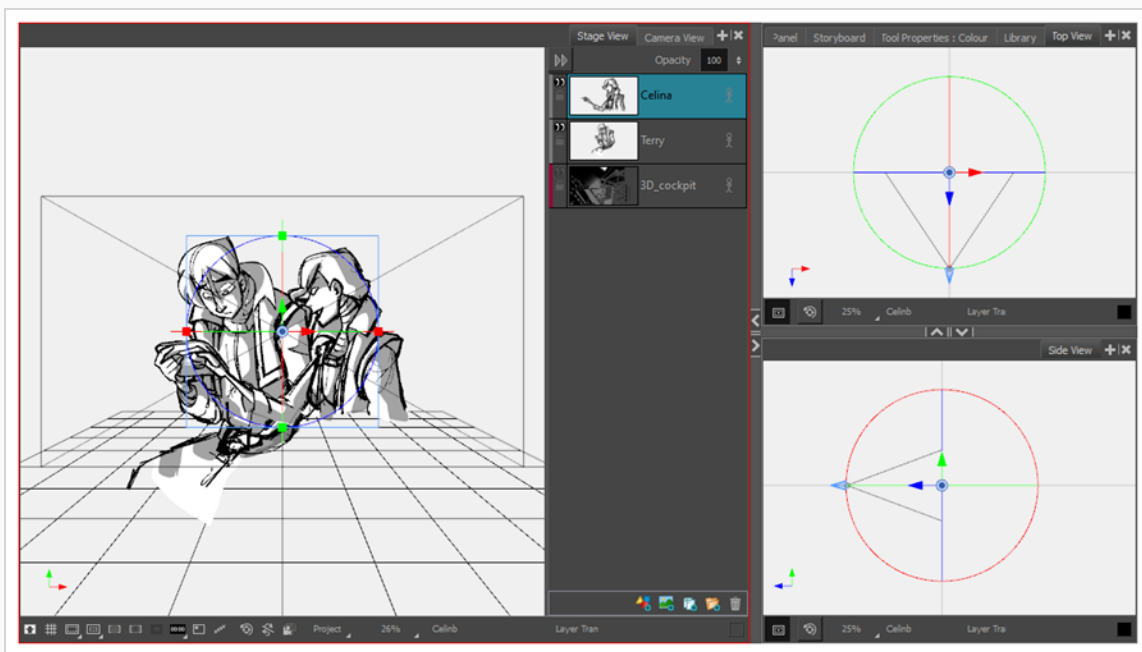 Stage View Camera View
Opacity 100
Celina
Terry
3D_cockpit
Project 26% Celinb Layer Tran
Panel Storyboard Tool Properties : Colour Library Top View
25% Celinb Layer Tra
Side View
25% Celinb Layer Tra